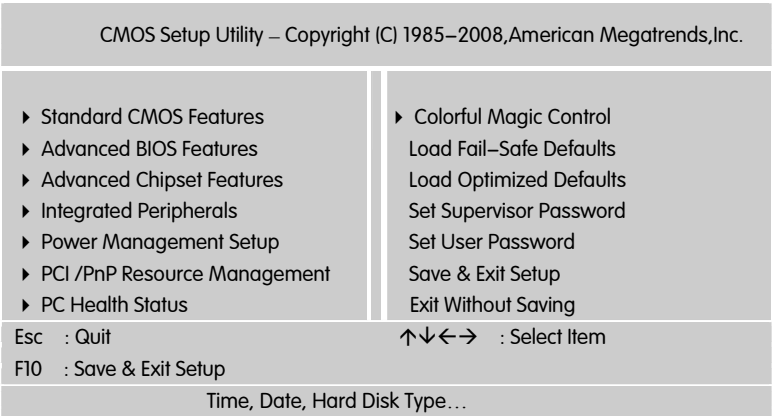 CMOS Setup Utility – Copyright (C) 1985–2008,American Megatrends,Inc.
▸ Standard CMOS Features
▸ Advanced BIOS Features
▸ Advanced Chipset Features
▸ Integrated Peripherals
▸ Power Management Setup
▸ PCI /PnP Resource Management
▸ PC Health Status
▸ Colorful Magic Control
Load Fail–Safe Defaults
Load Optimized Defaults
Set Supervisor Password
Set User Password
Save & Exit Setup
Exit Without Saving
Esc : Quit
↑↓←→ : Select Item
F10 : Save & Exit Setup
Time, Date, Hard Disk Type…